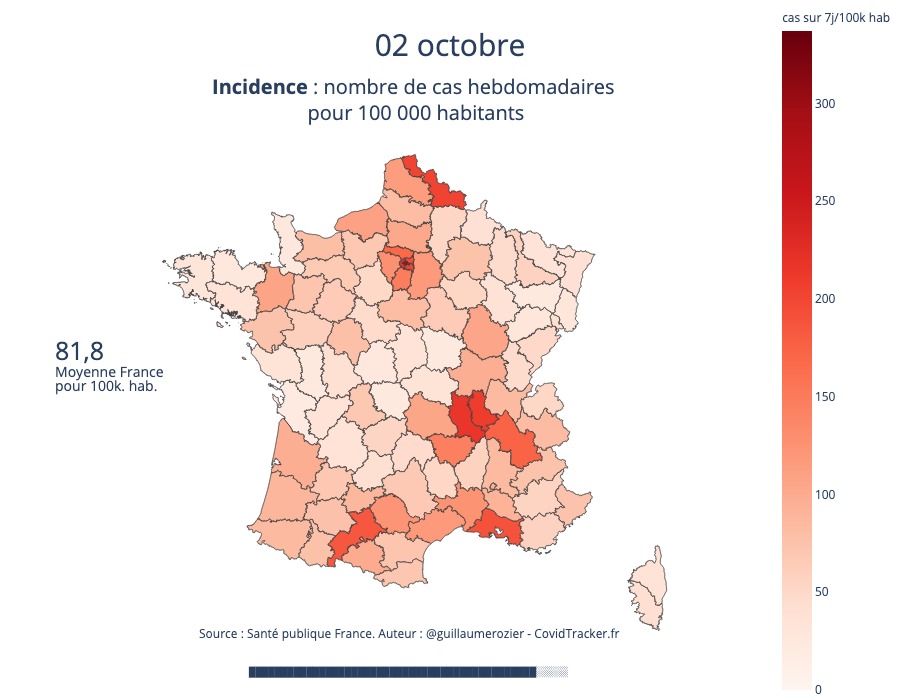 cas sur 7j/100k hab
02 octobre
Incidence : nombre de cas hebdomadaires
pour 100 000 habitants
300
250
200
150
100
50
0
81,8
Moyenne France
pour 100k. hab.
Source : Santé publique France. Auteur : @guillaumerozier - CovidTracker.fr